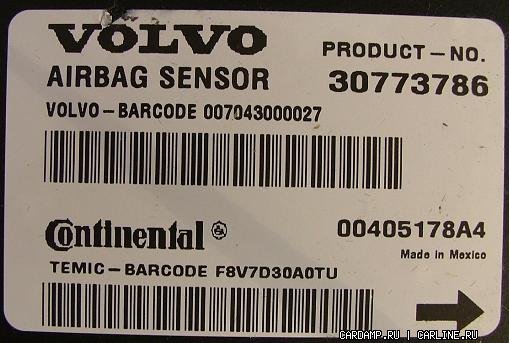 VOLVO
PRODUCT-NO.
AIRBAG SENSOR 30773786
VOLVO-BARCODE 007043000027
Continental 00405178A4
Made in Mexico
TEMIC-BARCODE F8V7D30A0TU
CARDAMP.RU | CARLINE.RU